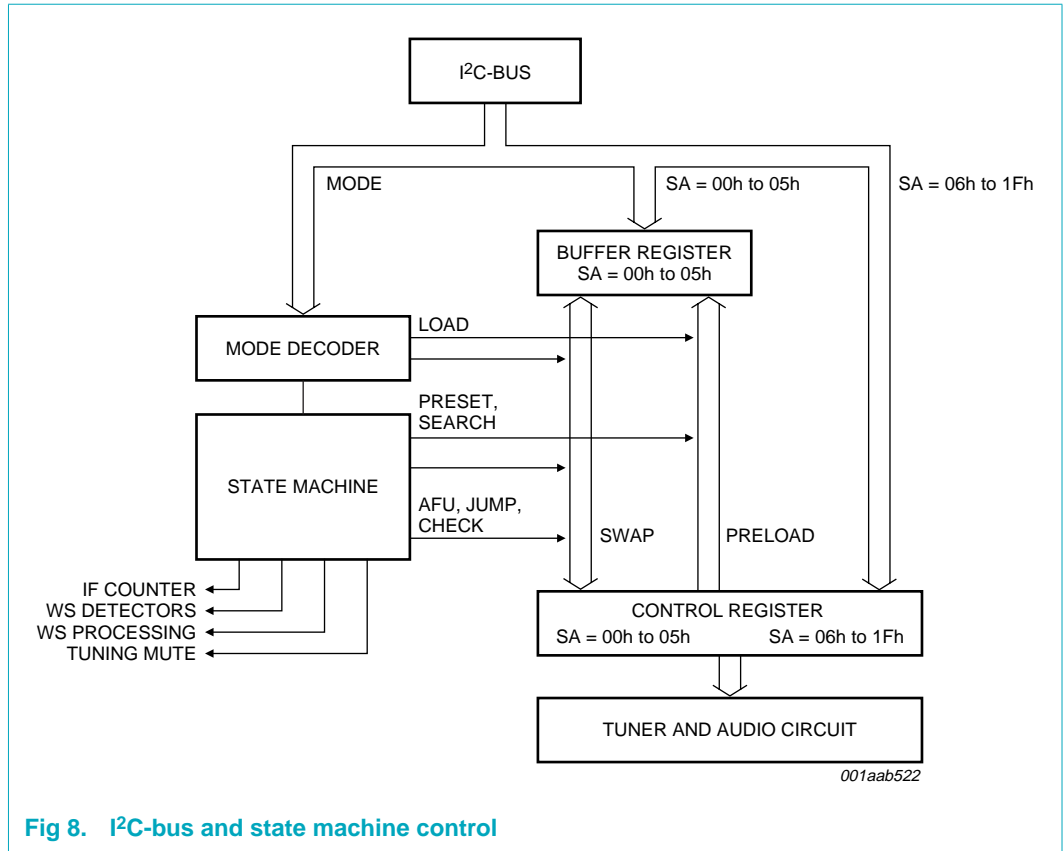 I²C-BUS
MODE
SA = 00h to 05h
SA = 06h to 1Fh
BUFFER REGISTER
SA = 00h to 05h
MODE DECODER
LOAD
PRESET,
SEARCH
STATE MACHINE
AFU, JUMP,
CHECK
SWAP
PRELOAD
IF COUNTER
WS DETECTORS
WS PROCESSING
TUNING MUTE
CONTROL REGISTER
SA = 00h to 05h
SA = 06h to 1Fh
TUNER AND AUDIO CIRCUIT
001aab522
Fig 8. I²C-bus and state machine control